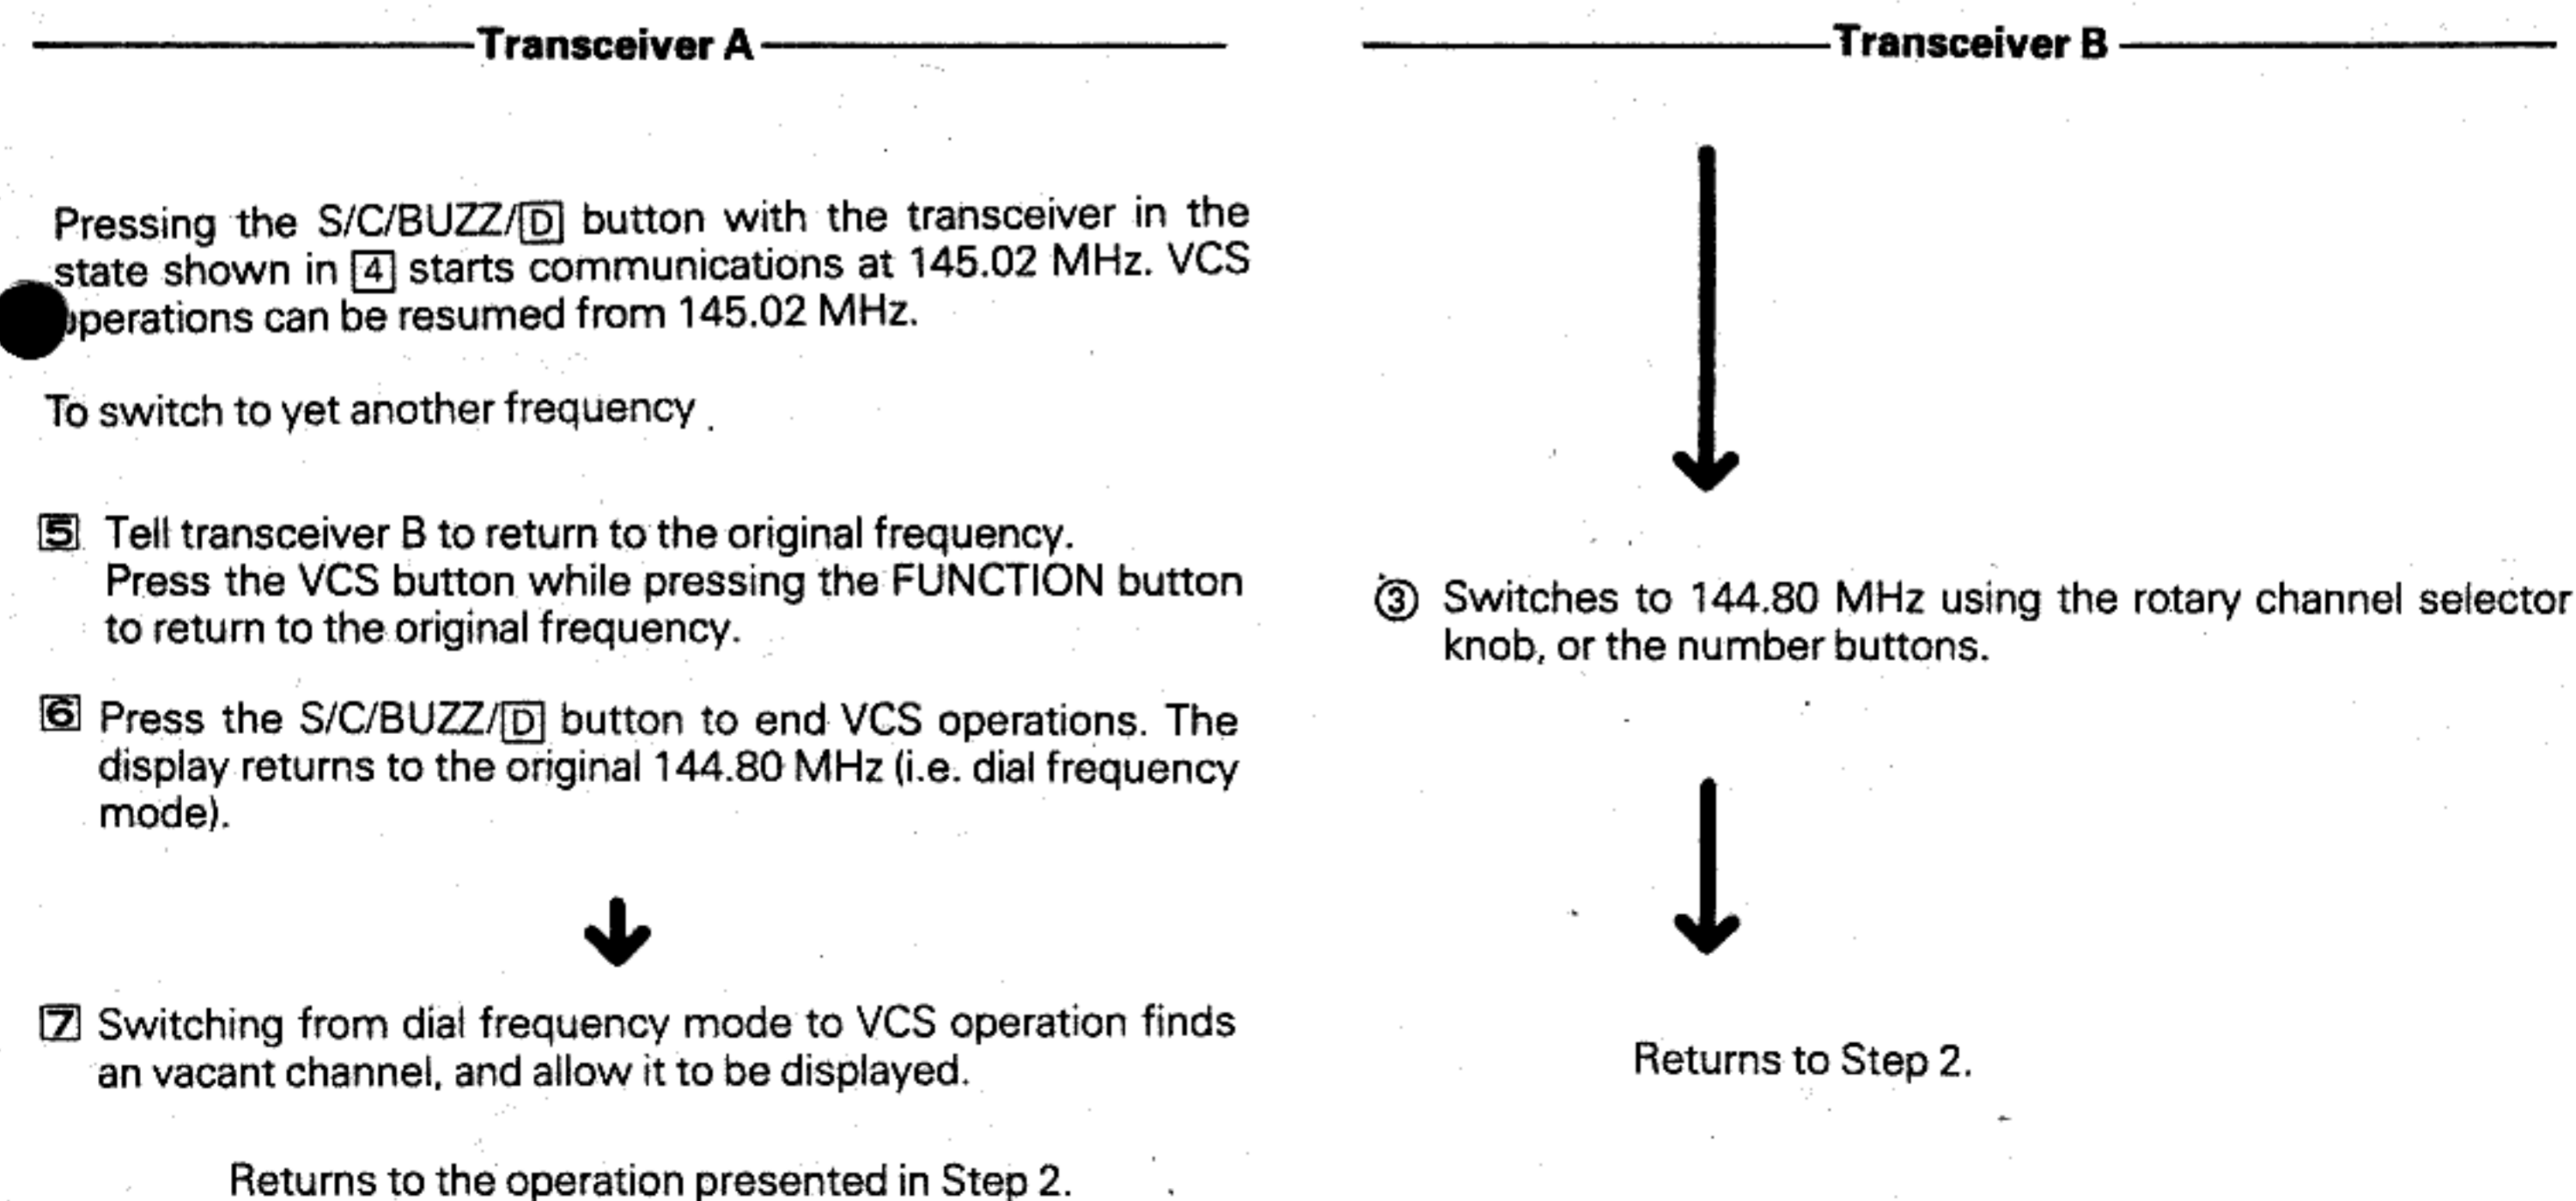 Transceiver A
Pressing the S/C/BUZZ/D button with the transceiver in the
state shown in 4 starts communications at 145.02 MHz. VCS
operations can be resumed from 145.02 MHz.
To switch to yet another frequency
5 Tell transceiver B to return to the original frequency.
Press the VCS button while pressing the FUNCTION button
to return to the original frequency.
6 Press the S/C/BUZZ/D button to end VCS operations. The
display returns to the original 144.80 MHz (i.e. dial frequency
mode).
7 Switching from dial frequency mode to VCS operation finds
an vacant channel, and allow it to be displayed.
Returns to the operation presented in Step 2.
Transceiver B
③ Switches to 144.80 MHz using the rotary channel selector
knob, or the number buttons.
Returns to Step 2.